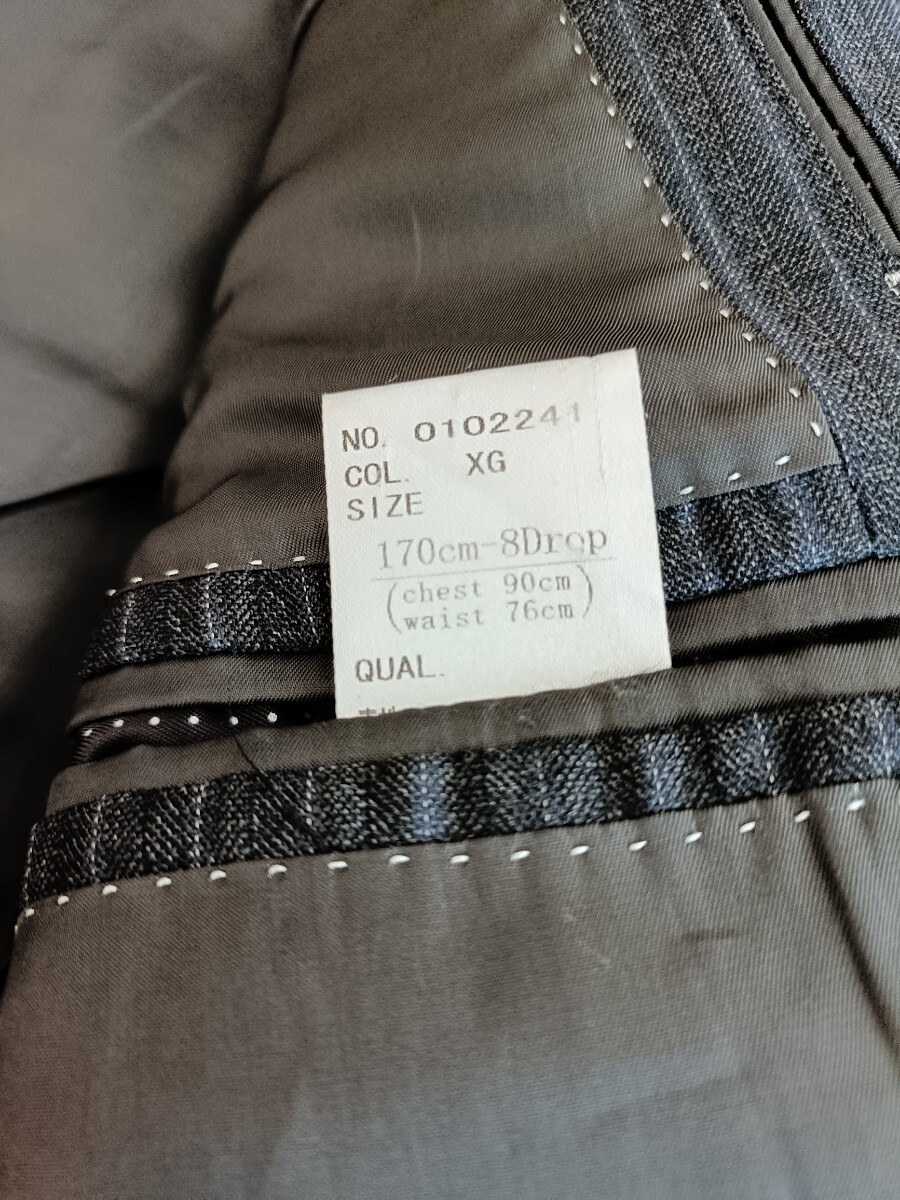 NO. 0102241
COL. XG
SIZE
170cm-8Drop
(chest 90cm
waist 76cm)
QUAL.